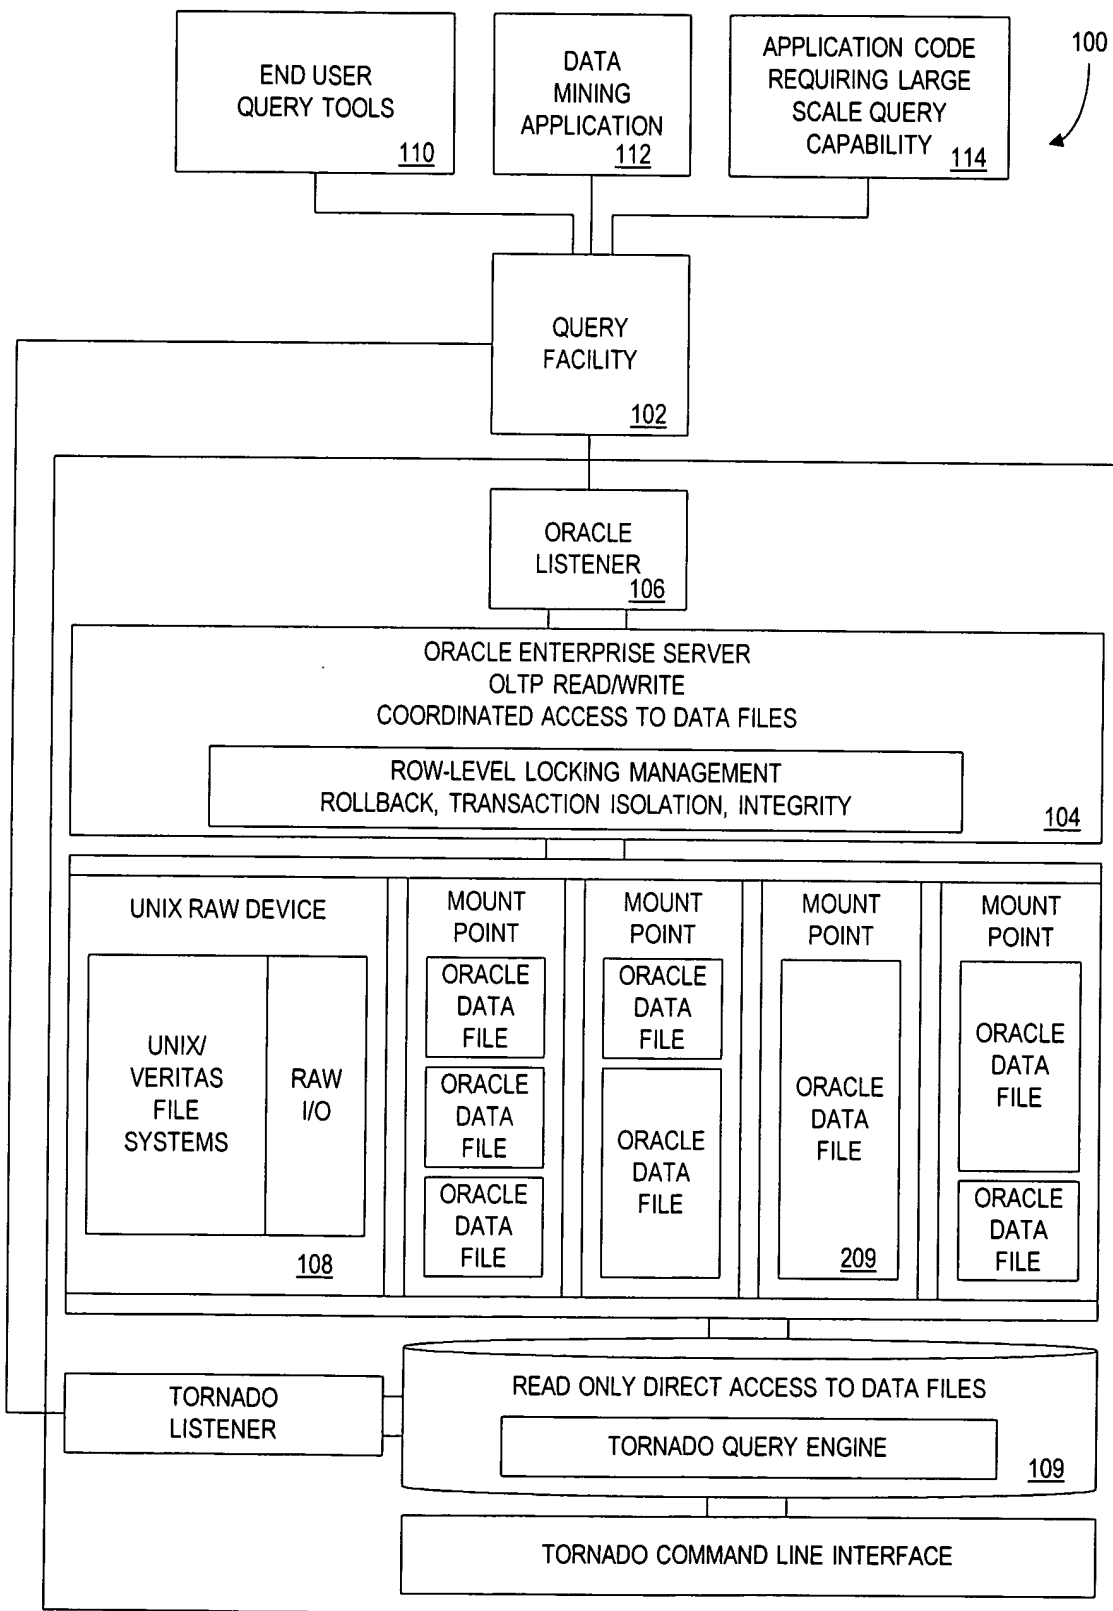 END USER
QUERY TOOLS
110
DATA
MINING
APPLICATION
112
APPLICATION CODE
REQUIRING LARGE
SCALE QUERY
CAPABILITY
114
100
QUERY
FACILITY
102
ORACLE
LISTENER
106
ORACLE ENTERPRISE SERVER
OLTP READ/WRITE
COORDINATED ACCESS TO DATA FILES
ROW-LEVEL LOCKING MANAGEMENT
ROLLBACK, TRANSACTION ISOLATION, INTEGRITY
104
UNIX RAW DEVICE
UNIX/
VERITAS
FILE
SYSTEMS
RAW
I/O
108
MOUNT
POINT
ORACLE
DATA
FILE
ORACLE
DATA
FILE
ORACLE
DATA
FILE
MOUNT
POINT
ORACLE
DATA
FILE
ORACLE
DATA
FILE
MOUNT
POINT
ORACLE
DATA
FILE
209
MOUNT
POINT
ORACLE
DATA
FILE
ORACLE
DATA
FILE
TORNADO
LISTENER
READ ONLY DIRECT ACCESS TO DATA FILES
TORNADO QUERY ENGINE
109
TORNADO COMMAND LINE INTERFACE